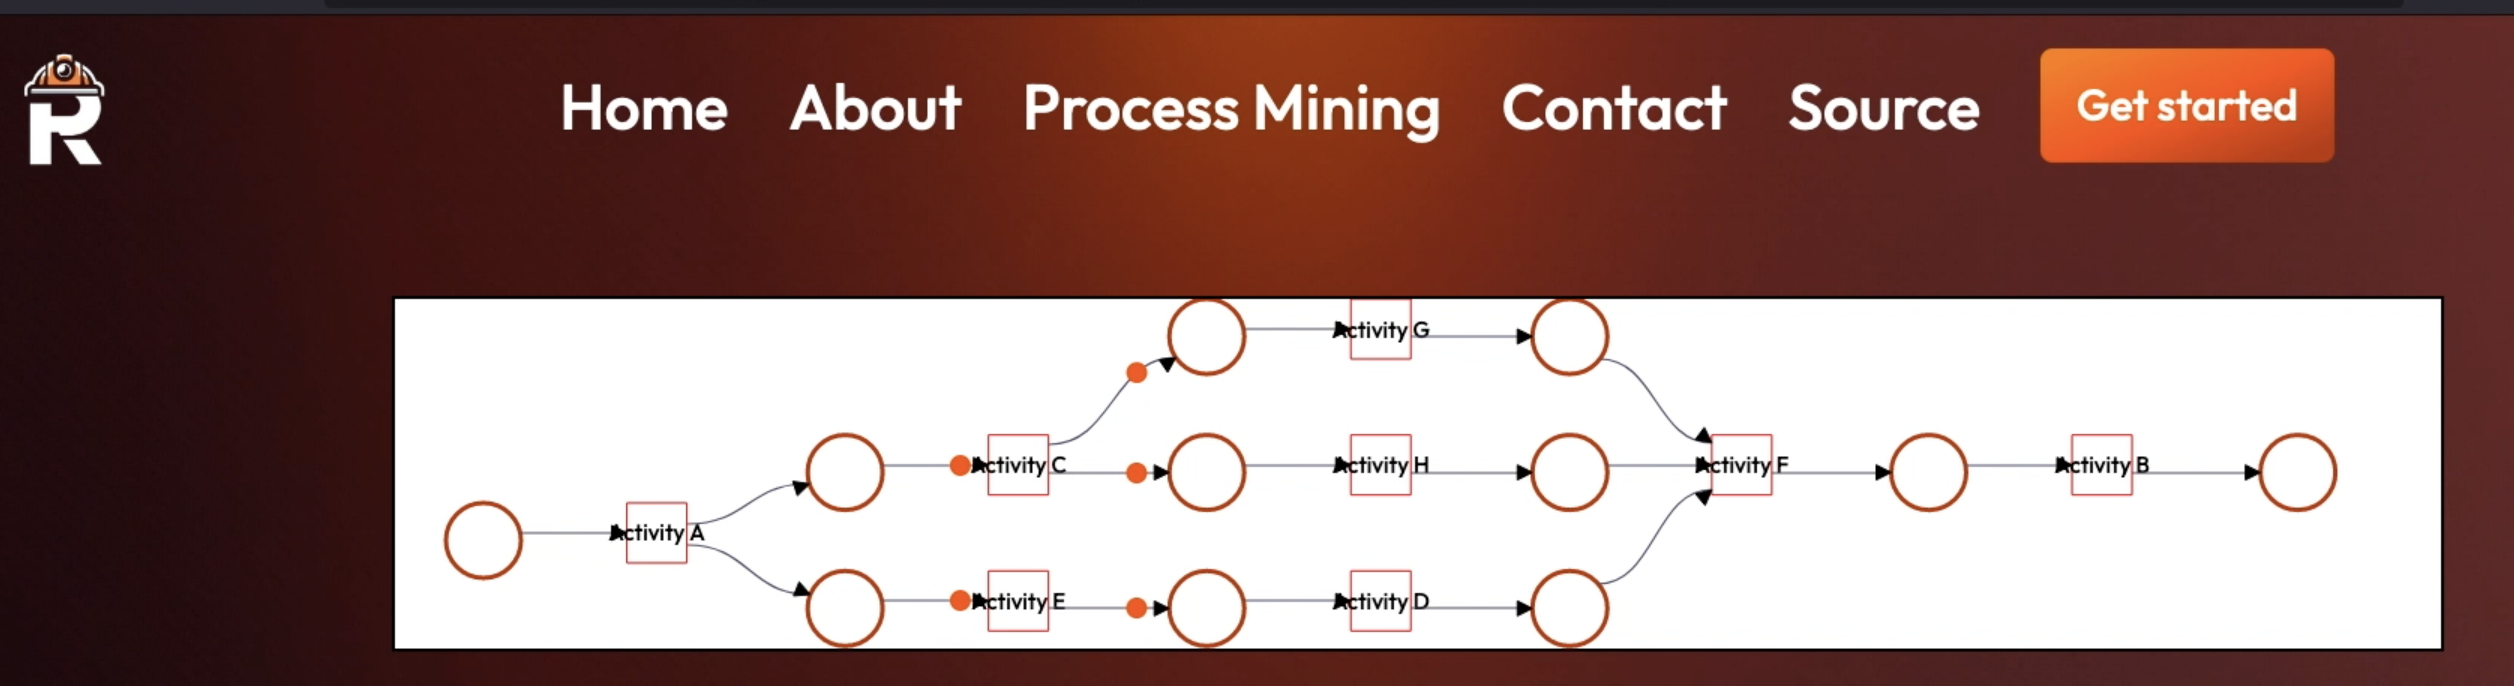 R
Home About Process Mining Contact Source Get started
Activity G
Activity C Activity H Activity F Activity B
Activity A
Activity E Activity D